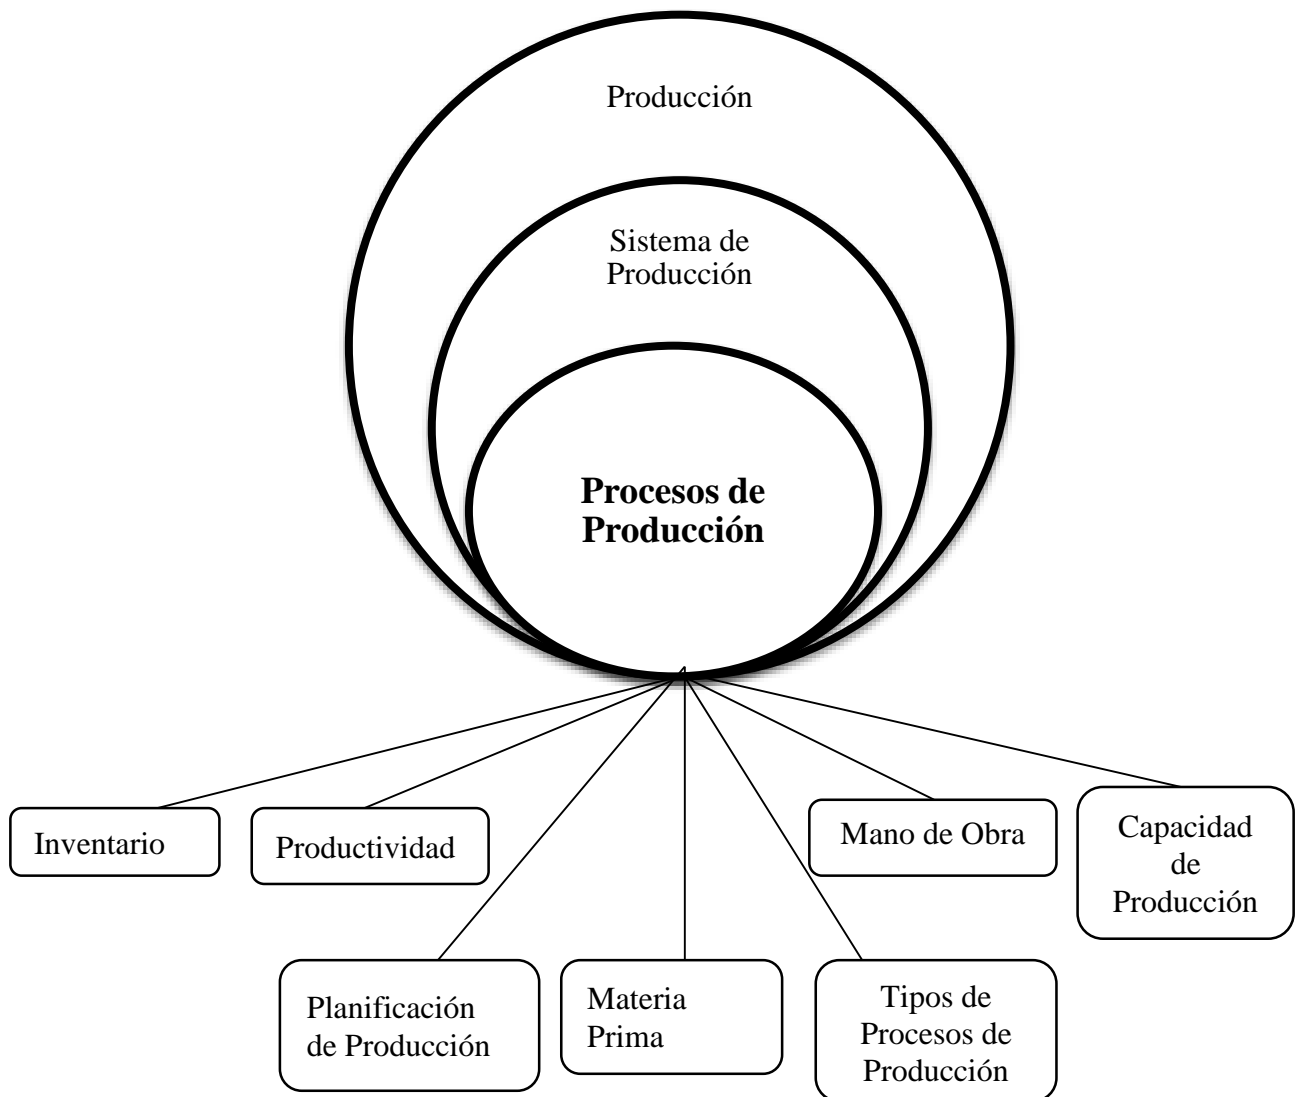 Producción
Sistema de
Producción
Procesos de
Producción
Inventario
Productividad
Mano de Obra
Capacidad
de
Producción
Planificación
de Producción
Materia
Prima
Tipos de
Procesos de
Producción